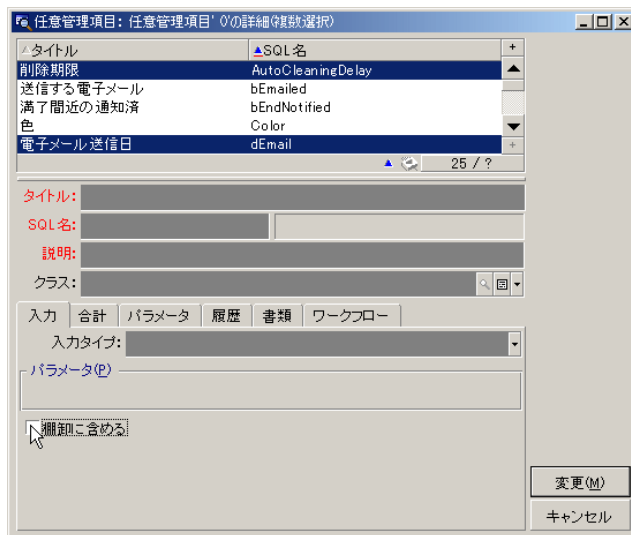 任意管理項目: 任意管理項目' 0'の詳細(複数選択)
タイトル SQL名 +
削除期限 AutoCleaningDelay
送信する電子メール bEmailed
満了間近の通知済 bEndNotified
色 Color
電子メール送信日 dEmail +
25 / ?
タイトル:
SQL名:
説明:
クラス:
入力 合計 パラメータ 履歴 書類 ワークフロー
入力タイプ:
パラメータ(P)
棚卸に含める
変更(M)
キャンセル